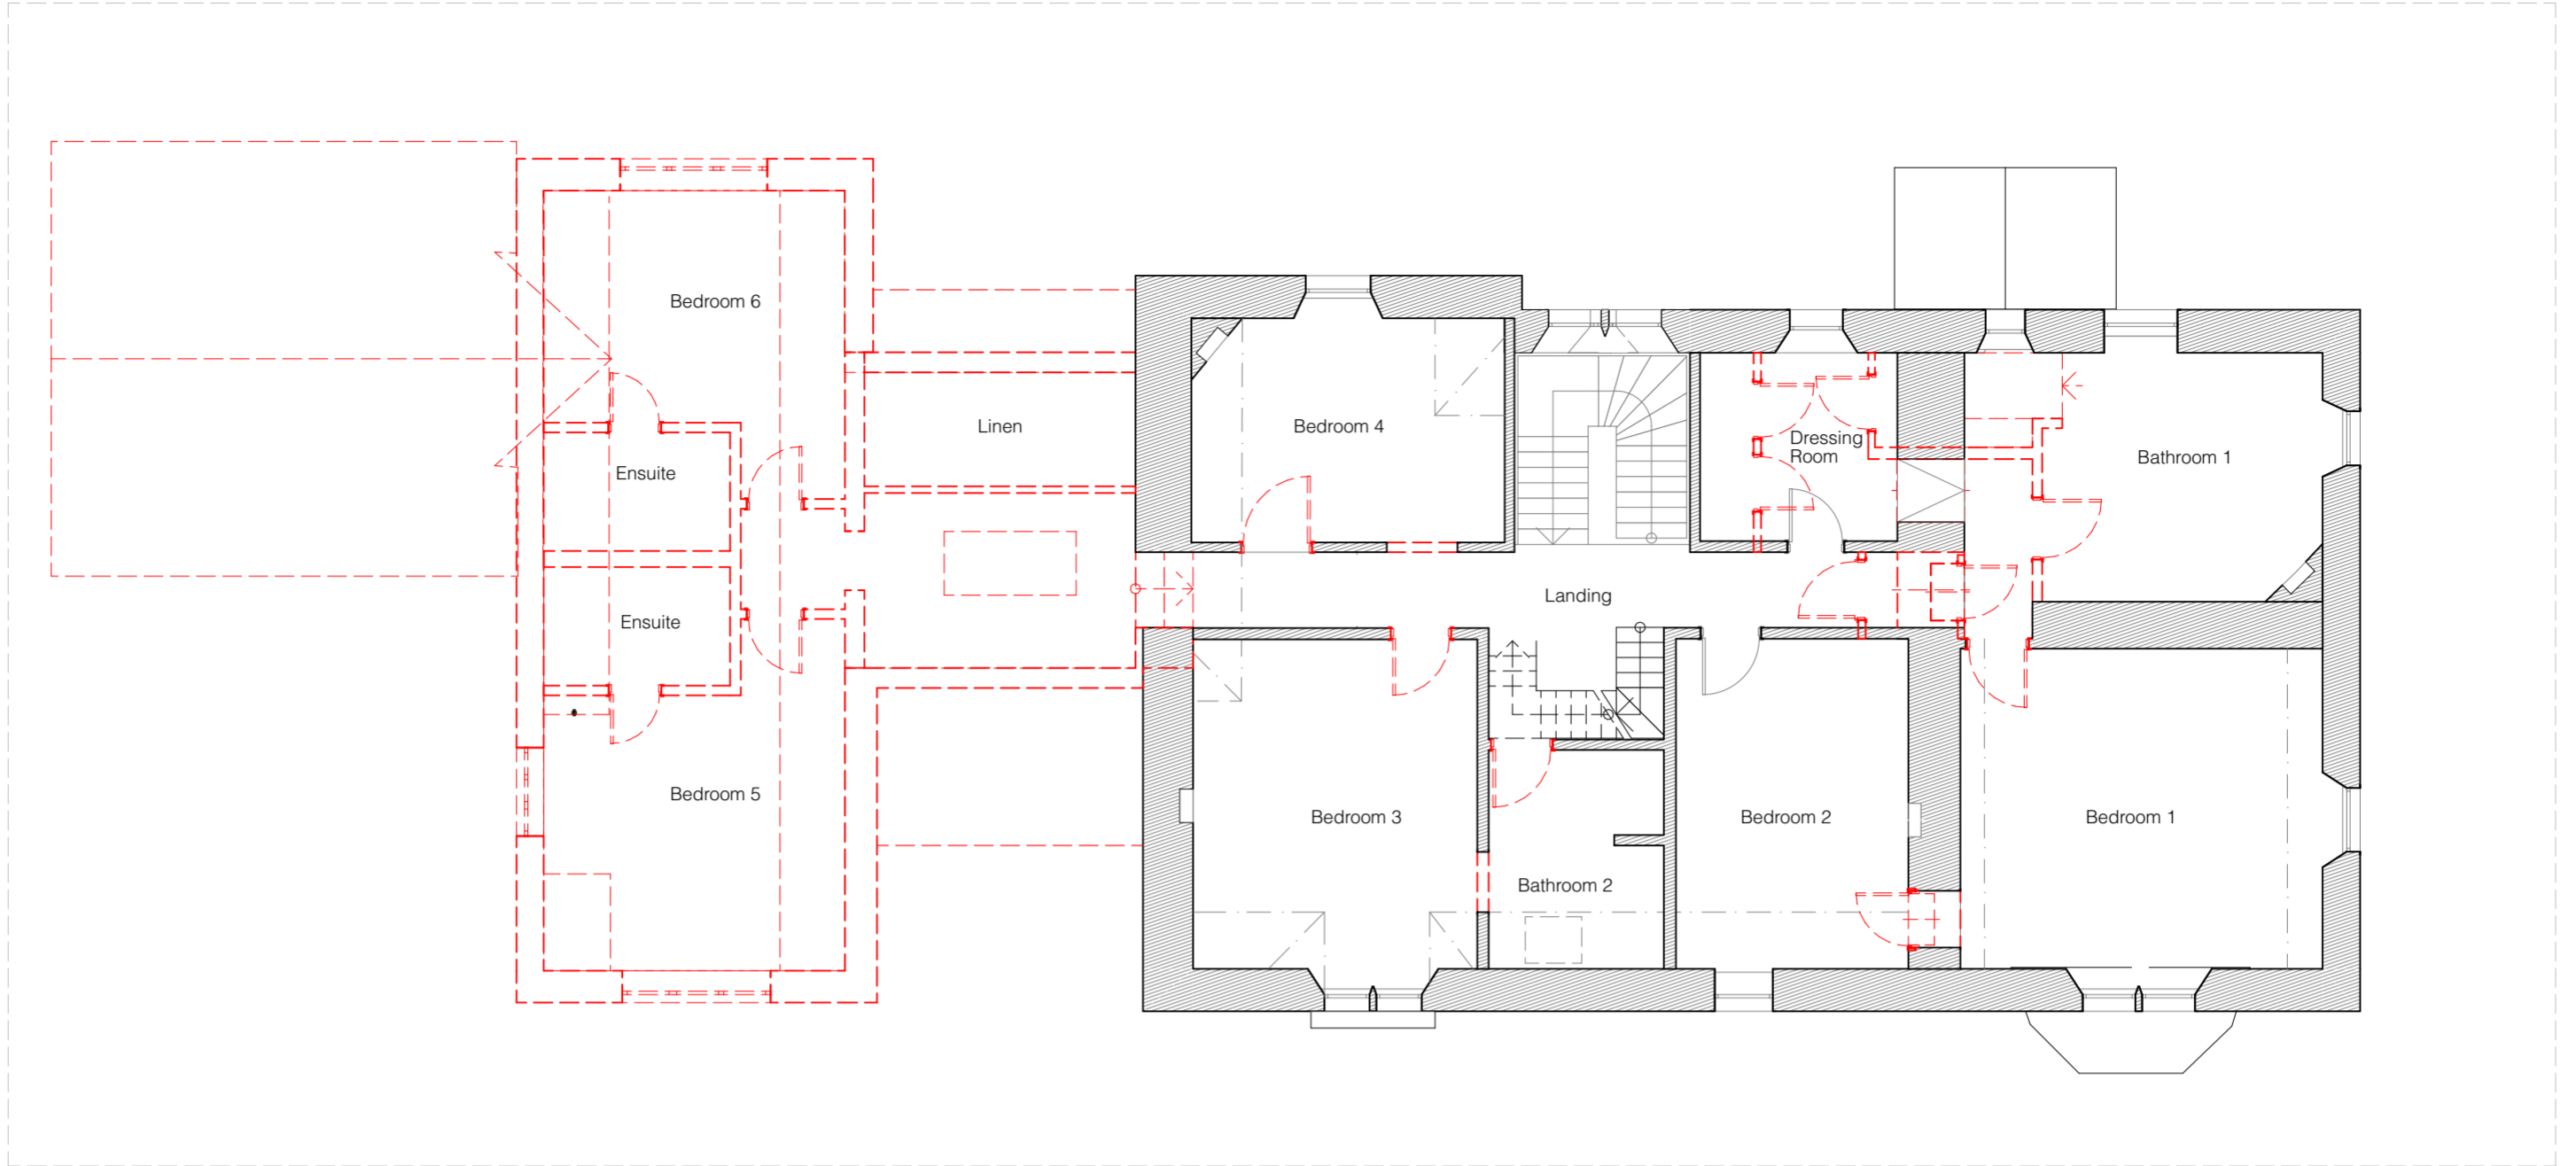 Bedroom 6
Linen
Bedroom 4
Dressing
Room
Bathroom 1
Ensuite
Landing
Ensuite
Bedroom 5
Bedroom 3
Bedroom 2
Bedroom 1
Bathroom 2